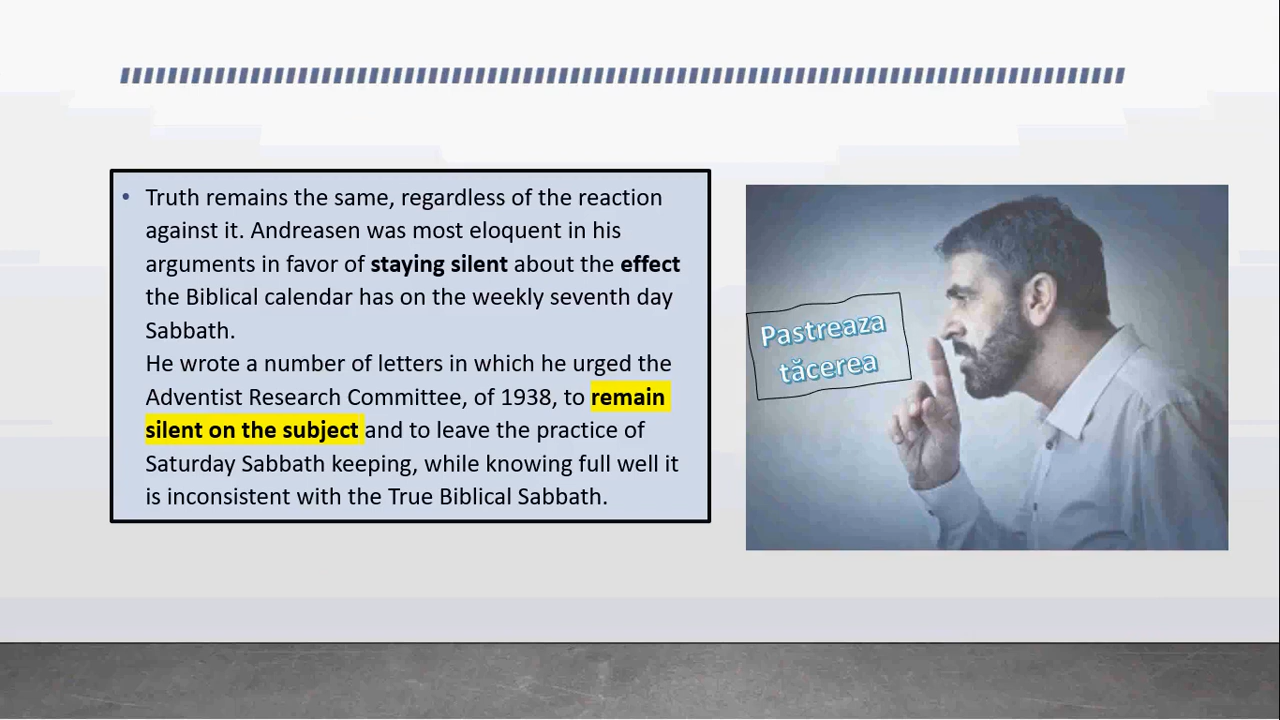 • Truth remains the same, regardless of the reaction
against it. Andreasen was most eloquent in his
arguments in favor of staying silent about the effect
the Biblical calendar has on the weekly seventh day
Sabbath.
He wrote a number of letters in which he urged the
Adventist Research Committee, of 1938, to remain
silent on the subject and to leave the practice of
Saturday Sabbath keeping, while knowing full well it
is inconsistent with the True Biblical Sabbath.
Pastreaza
tăcerea